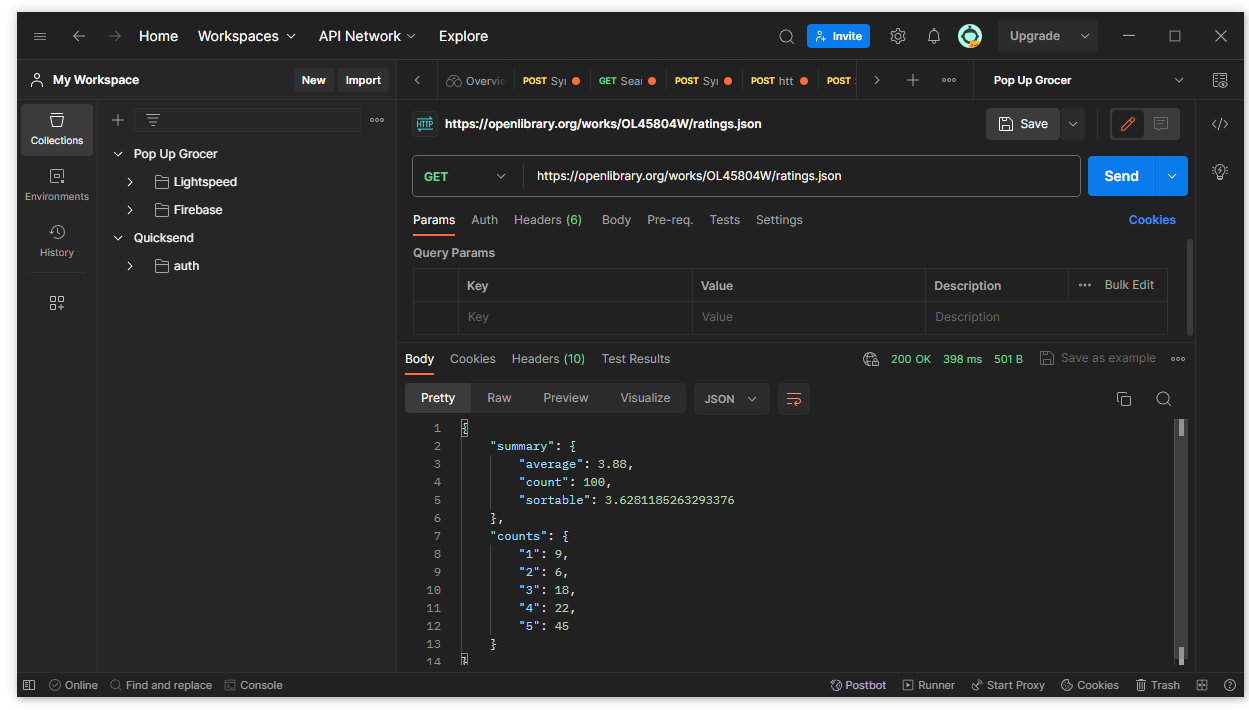 Home Workspaces API Network Explore Invite Upgrade
My Workspace New Import Overvie POST Syı GET Sear POST Syı POST htt POST Pop Up Grocer
Collections
Environments
History
Pop Up Grocer
Lightspeed
Firebase
Quicksend
auth
HTTP https://openlibrary.org/works/OL45804W/ratings.json Save
GET https://openlibrary.org/works/OL45804W/ratings.json Send
Params Auth Headers (6) Body Pre-req. Tests Settings Cookies
Query Params
Key Value Description Bulk Edit
Key Value Description
Body Cookies Headers (10) Test Results 200 OK 398 ms 501 B Save as example
Pretty Raw Preview Visualize JSON
1 {
2 "summary": {
3 "average": 3.88,
4 "count": 100,
5 "sortable": 3.6281185263293376
6 },
7 "counts": {
8 "1": 9,
9 "2": 6,
10 "3": 18,
11 "4": 22,
12 "5": 45
13 }
14 }
Online Find and replace Console Postbot Runner Start Proxy Cookies Trash